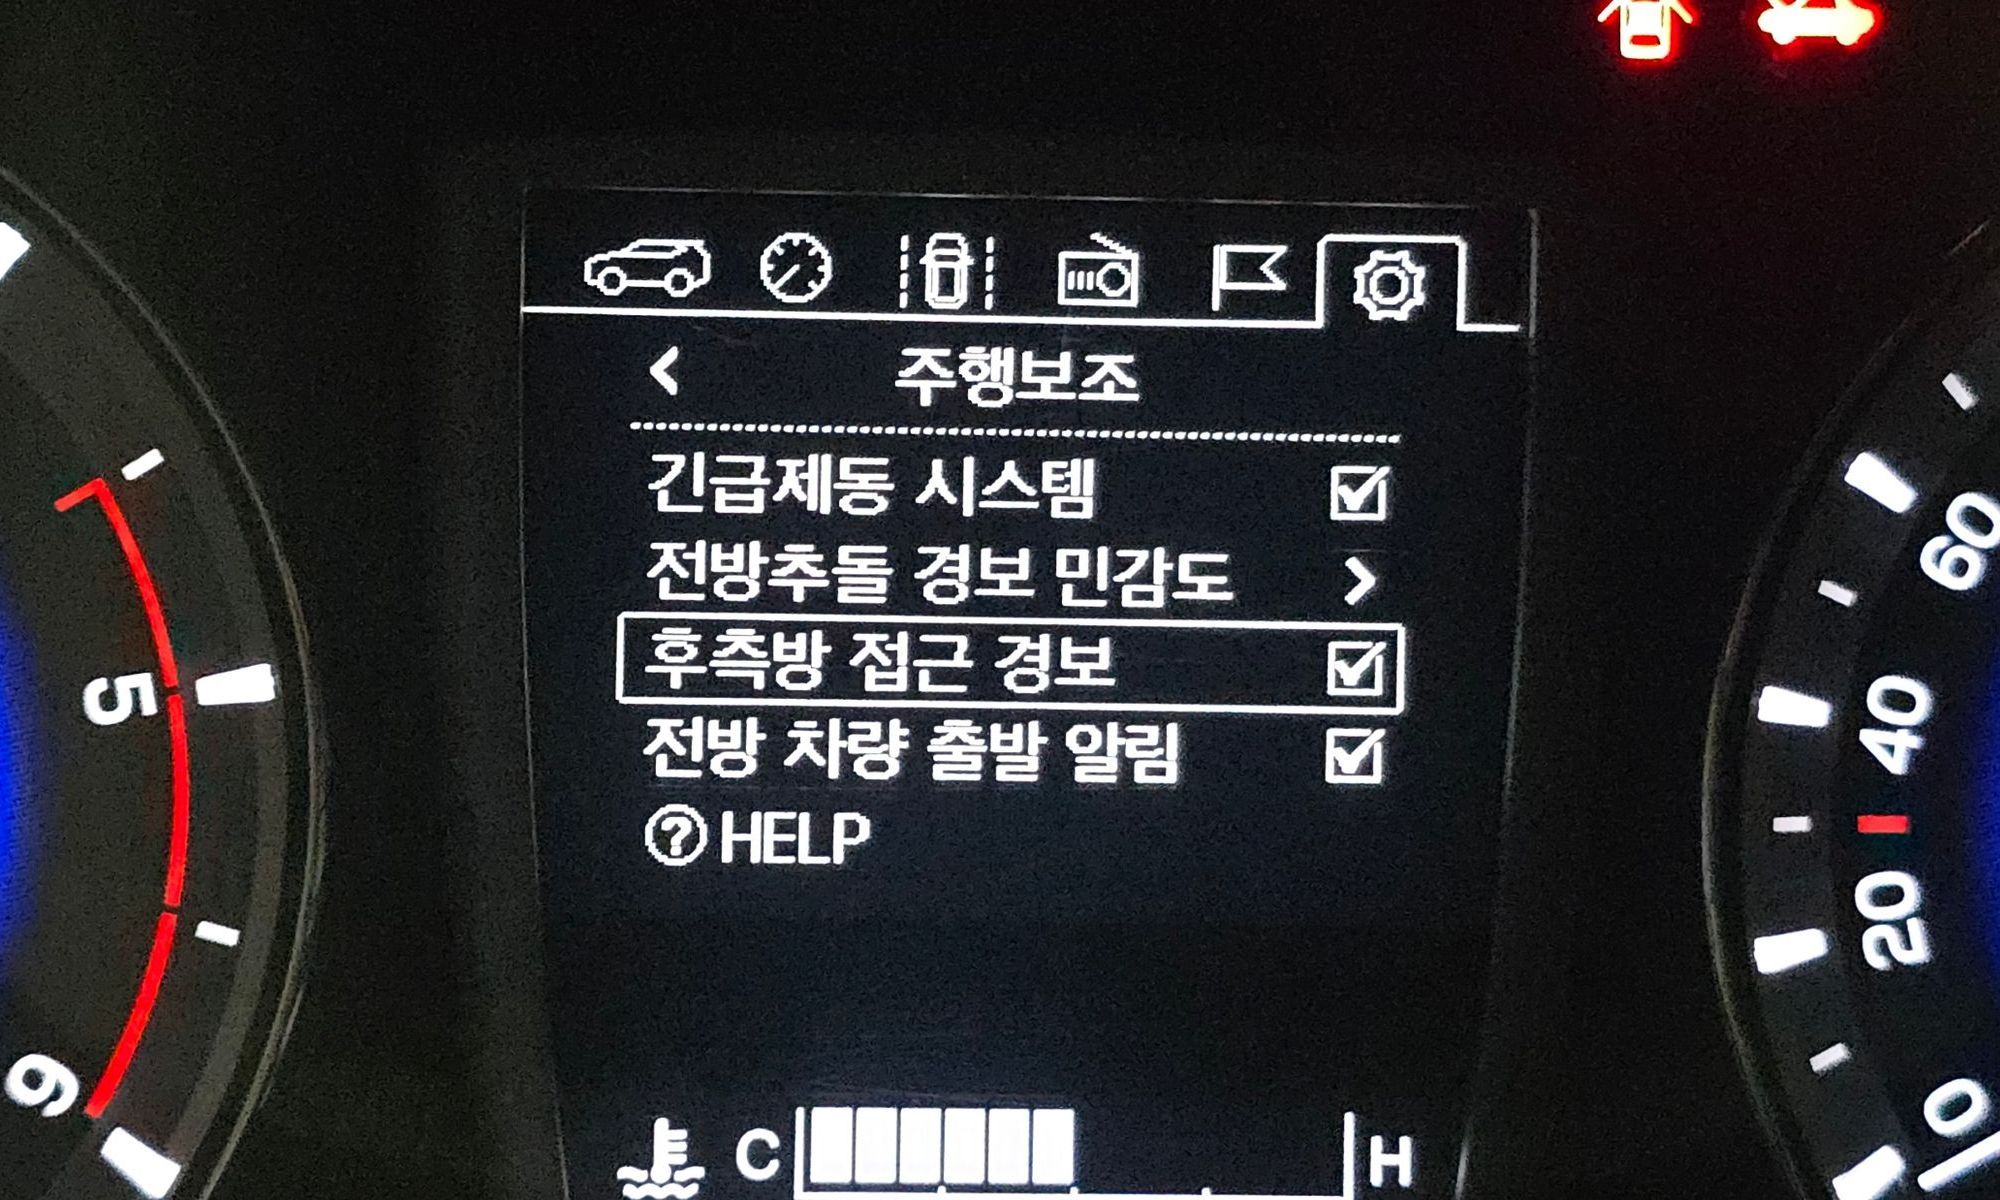 주행보조
긴급제동 시스템
전방추돌 경보 민감도
후측방 접근 경보
전방 차량 출발 알림
? HELP
C H
5
6
60
40
20
0